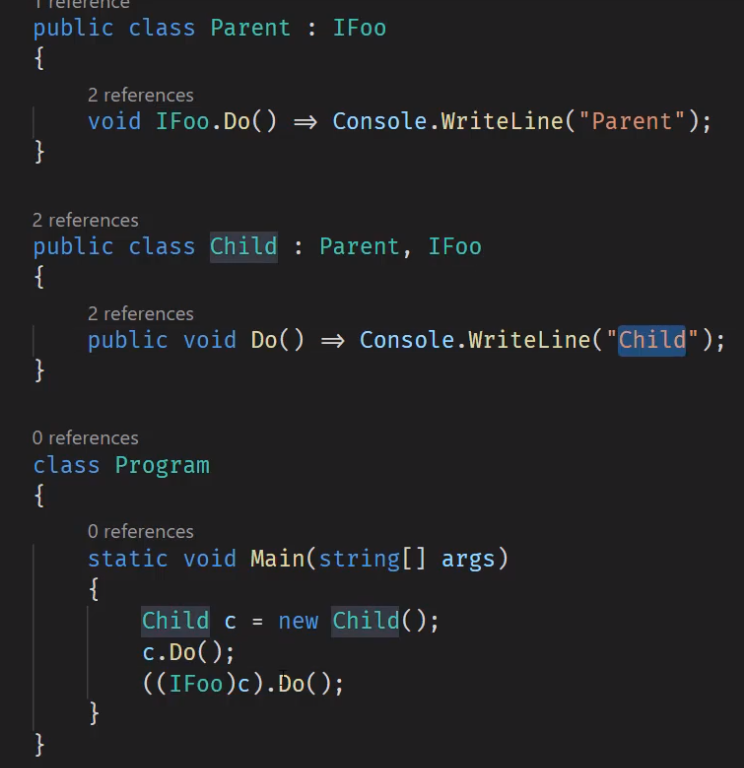 1 reference
public class Parent : IFoo
{
2 references
void IFoo.Do() => Console.WriteLine("Parent");
}
2 references
public class Child : Parent, IFoo
{
2 references
public void Do() => Console.WriteLine("Child");
}
0 references
class Program
{
0 references
static void Main(string[] args)
{
Child c = new Child();
c.Do();
((IFoo)c).Do();
}
}